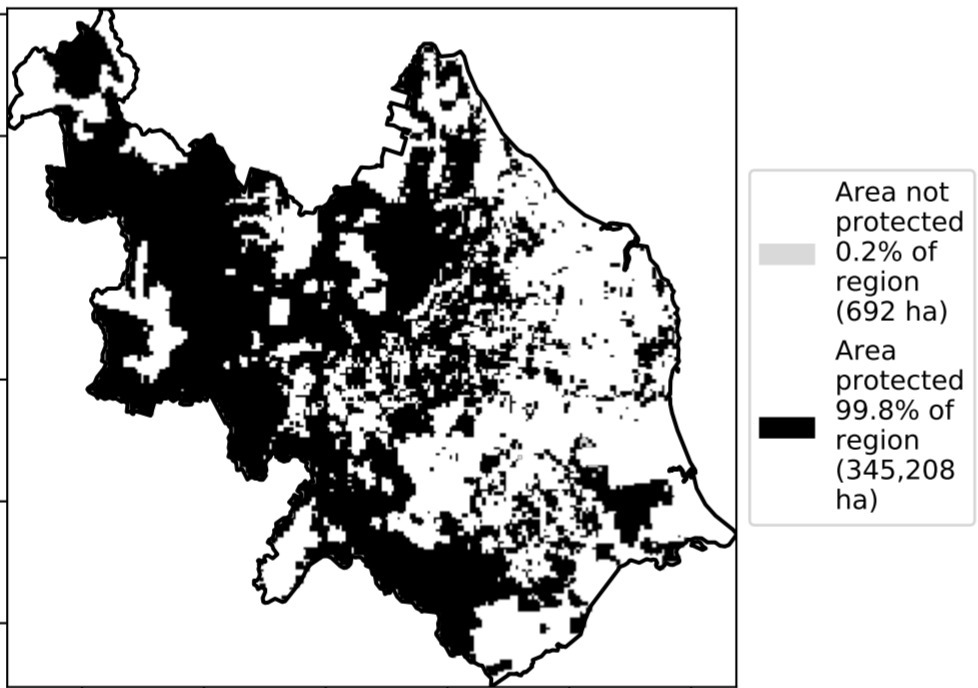 Area not
protected
0.2% of
region
(692 ha)
Area
protected
99.8% of
region
(345,208
ha)